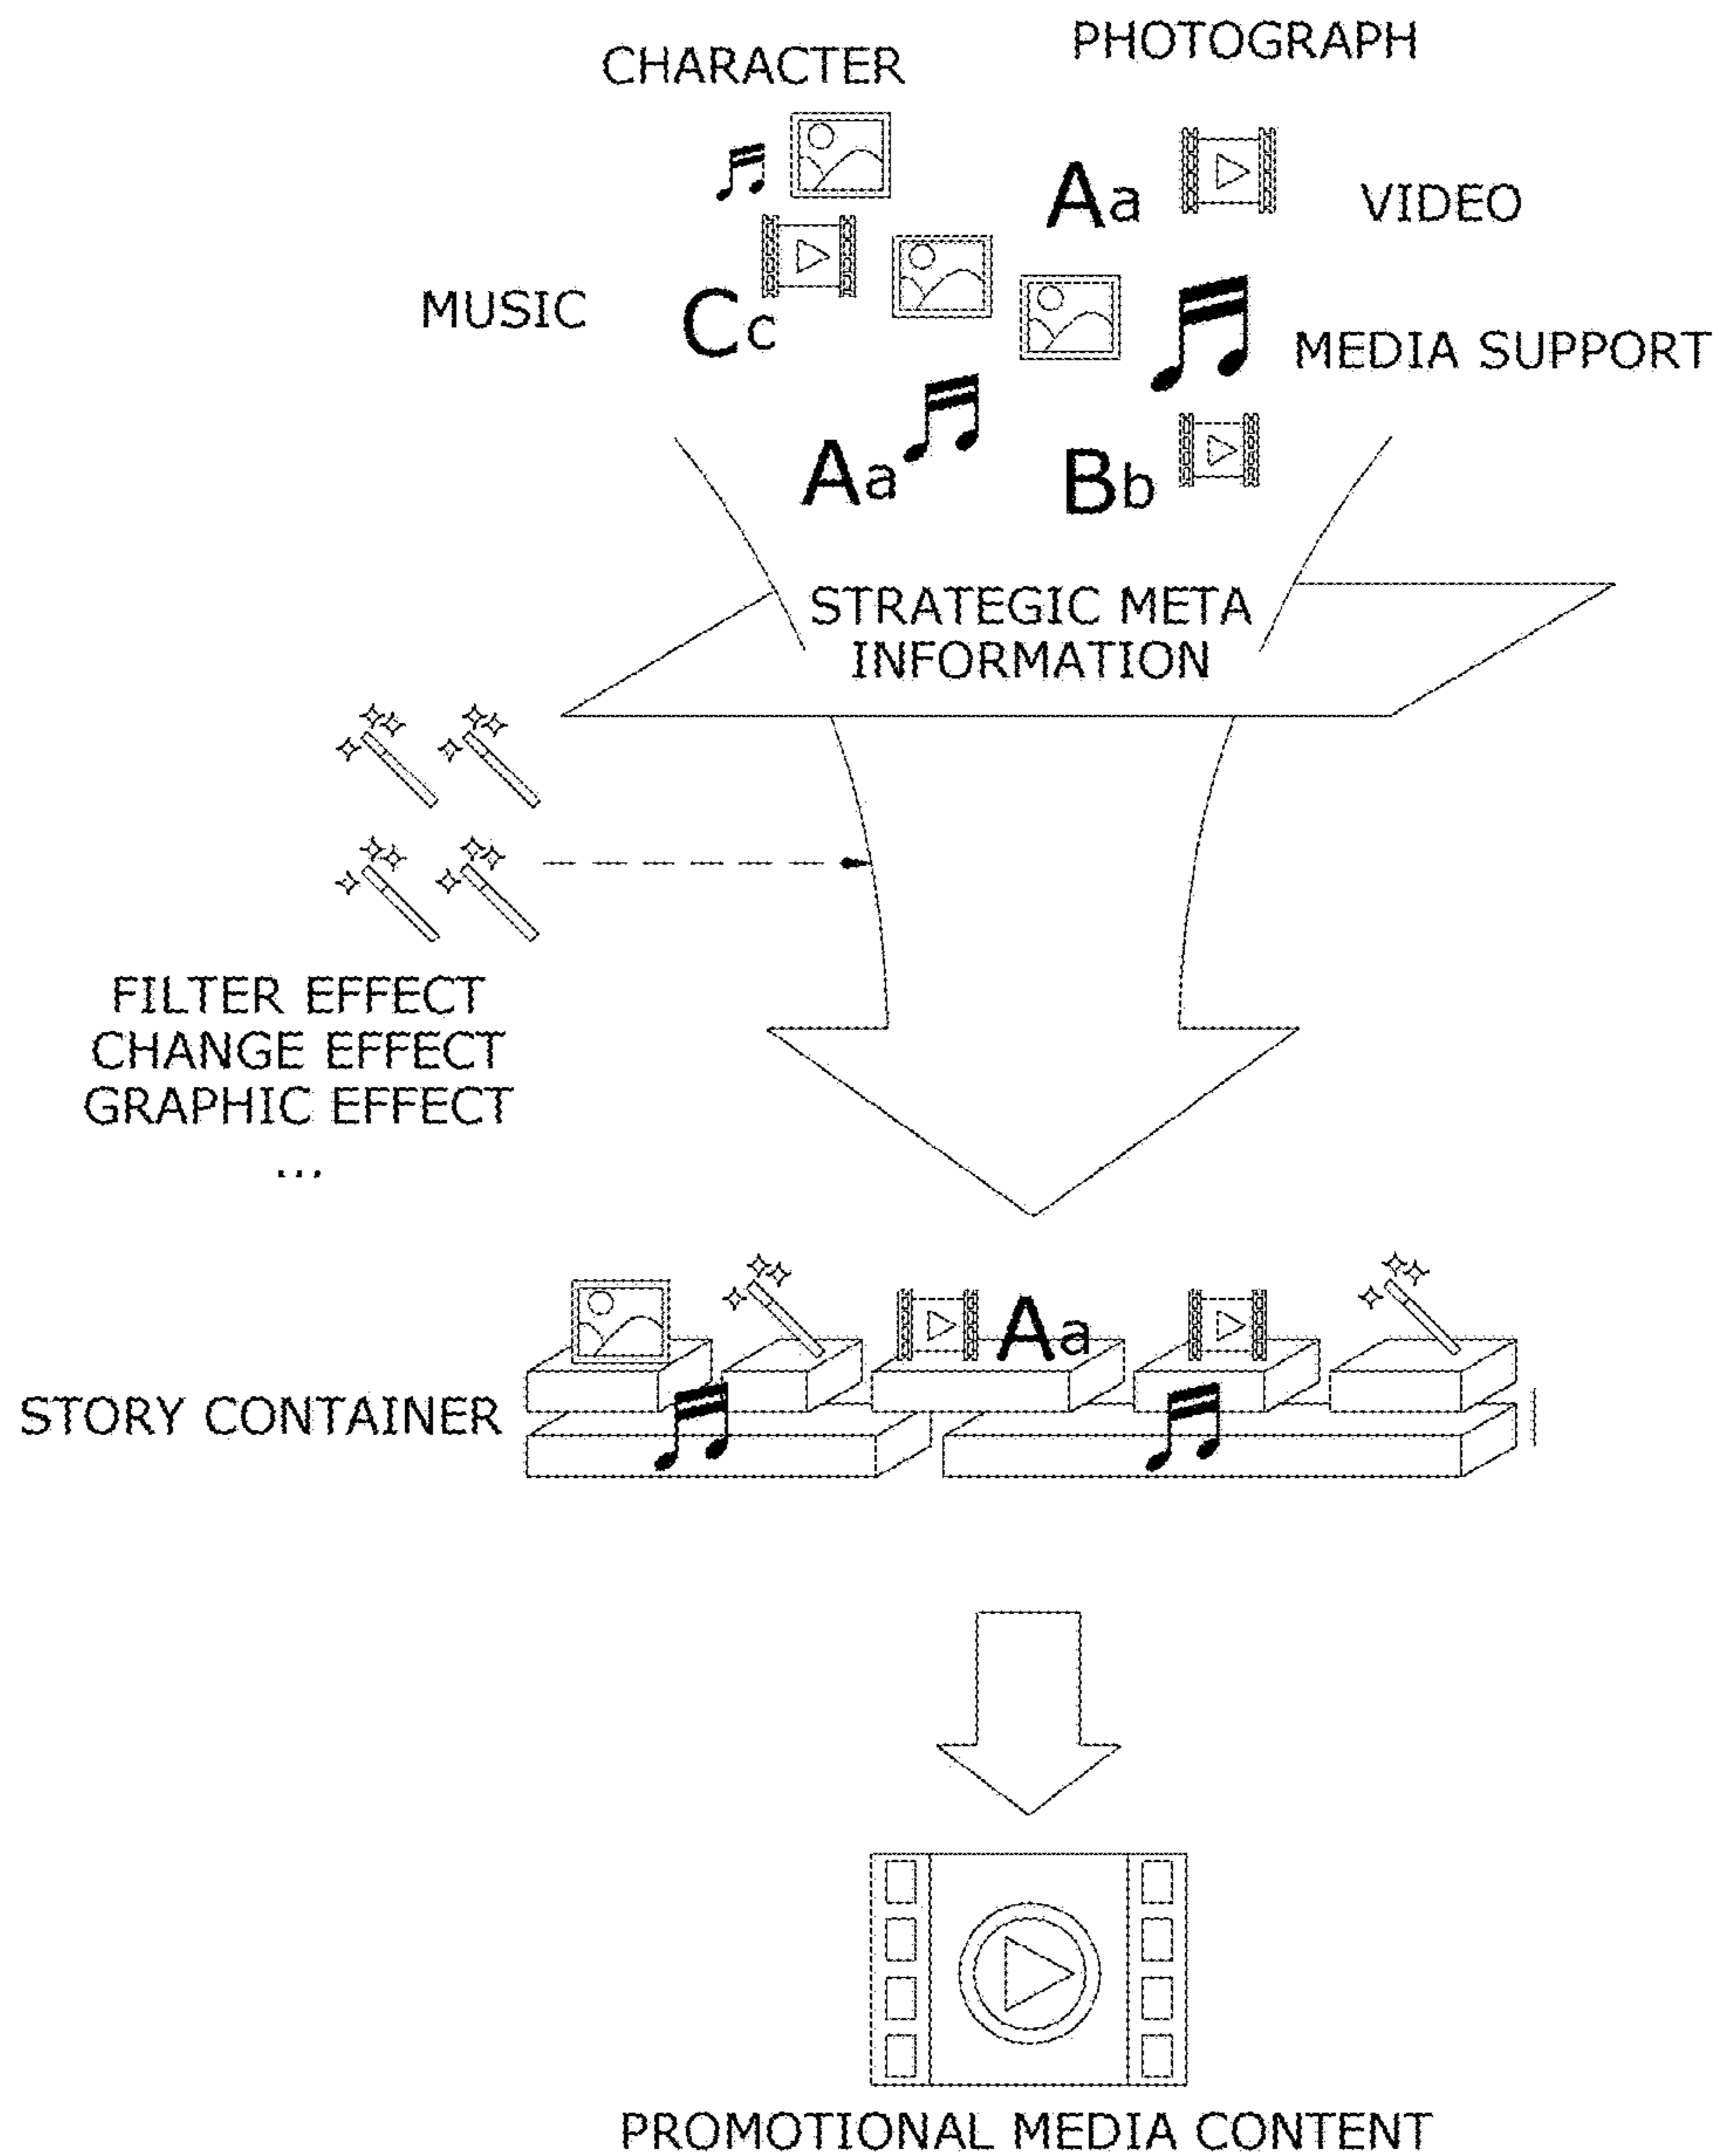 PHOTOGRAPH
CHARACTER
Aa
VIDEO
MUSIC
Cc
MEDIA SUPPORT
Aa
Bb
STRATEGIC META
INFORMATION
FILTER EFFECT
CHANGE EFFECT
GRAPHIC EFFECT
...
Aa
STORY CONTAINER
PROMOTIONAL MEDIA CONTENT